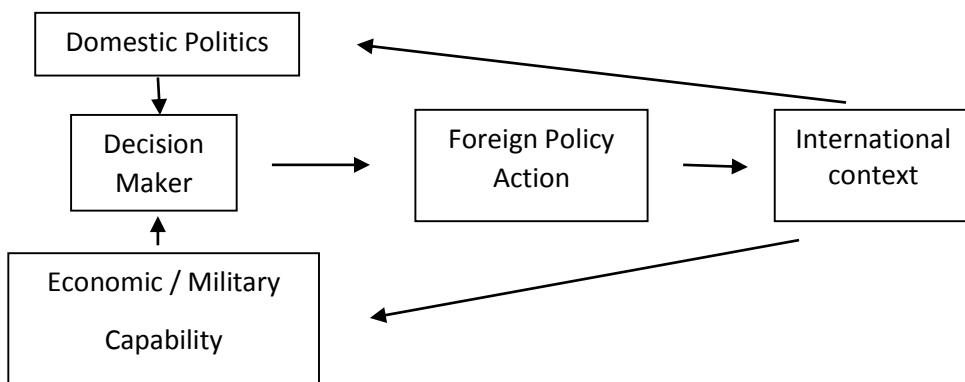 Domestic Politics
Decision
Maker
Foreign Policy
Action
International
context
Economic / Military
Capability